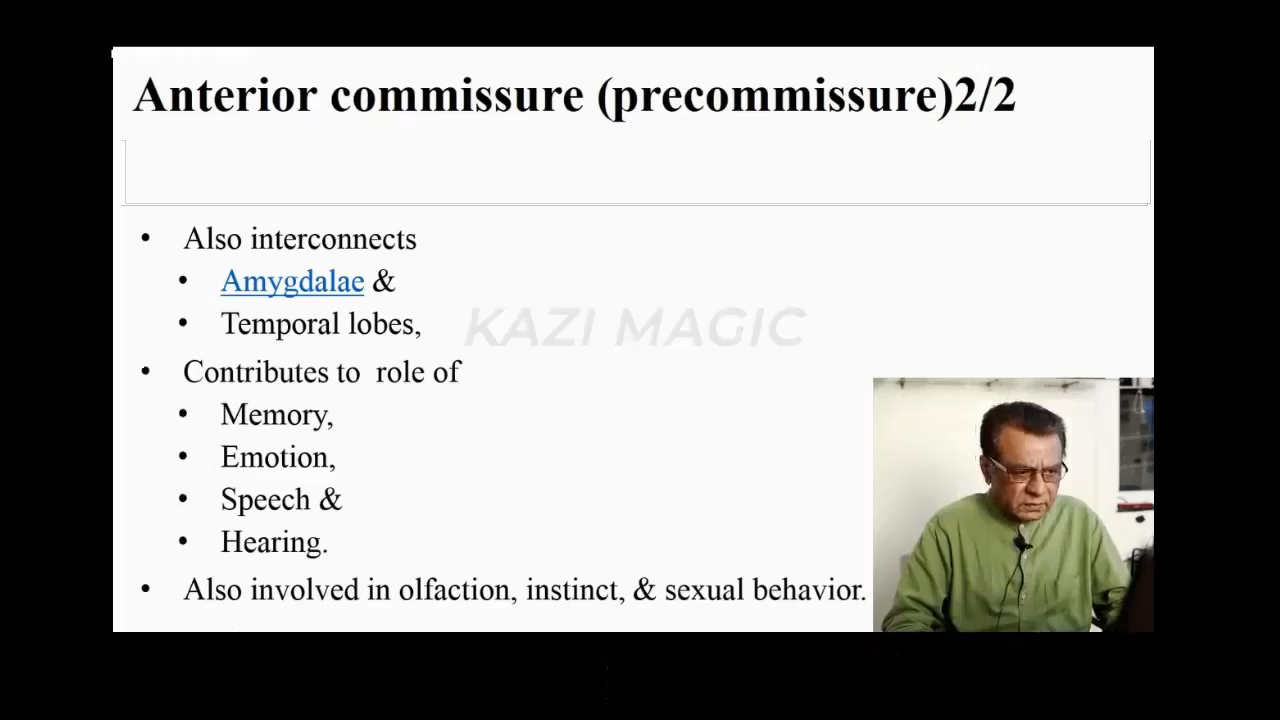 Anterior commissure (precommissure)2/2
• Also interconnects
• Amygdalae &
• Temporal lobes,
KAZI MAGIC
• Contributes to role of
• Memory,
• Emotion,
• Speech &
• Hearing.
• Also involved in olfaction, instinct, & sexual behavior.